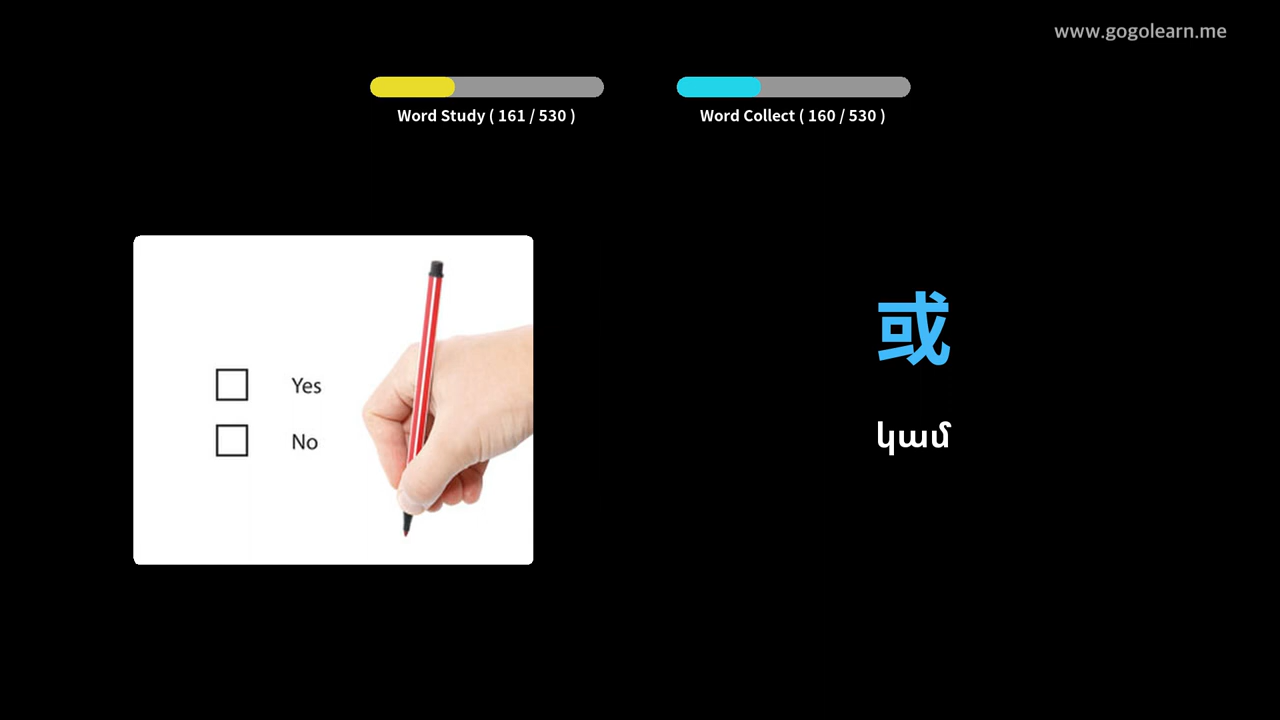 www.gogolearn.me
Word Study ( 161 / 530 )
Word Collect ( 160 / 530 )
Yes
No
或
կամ